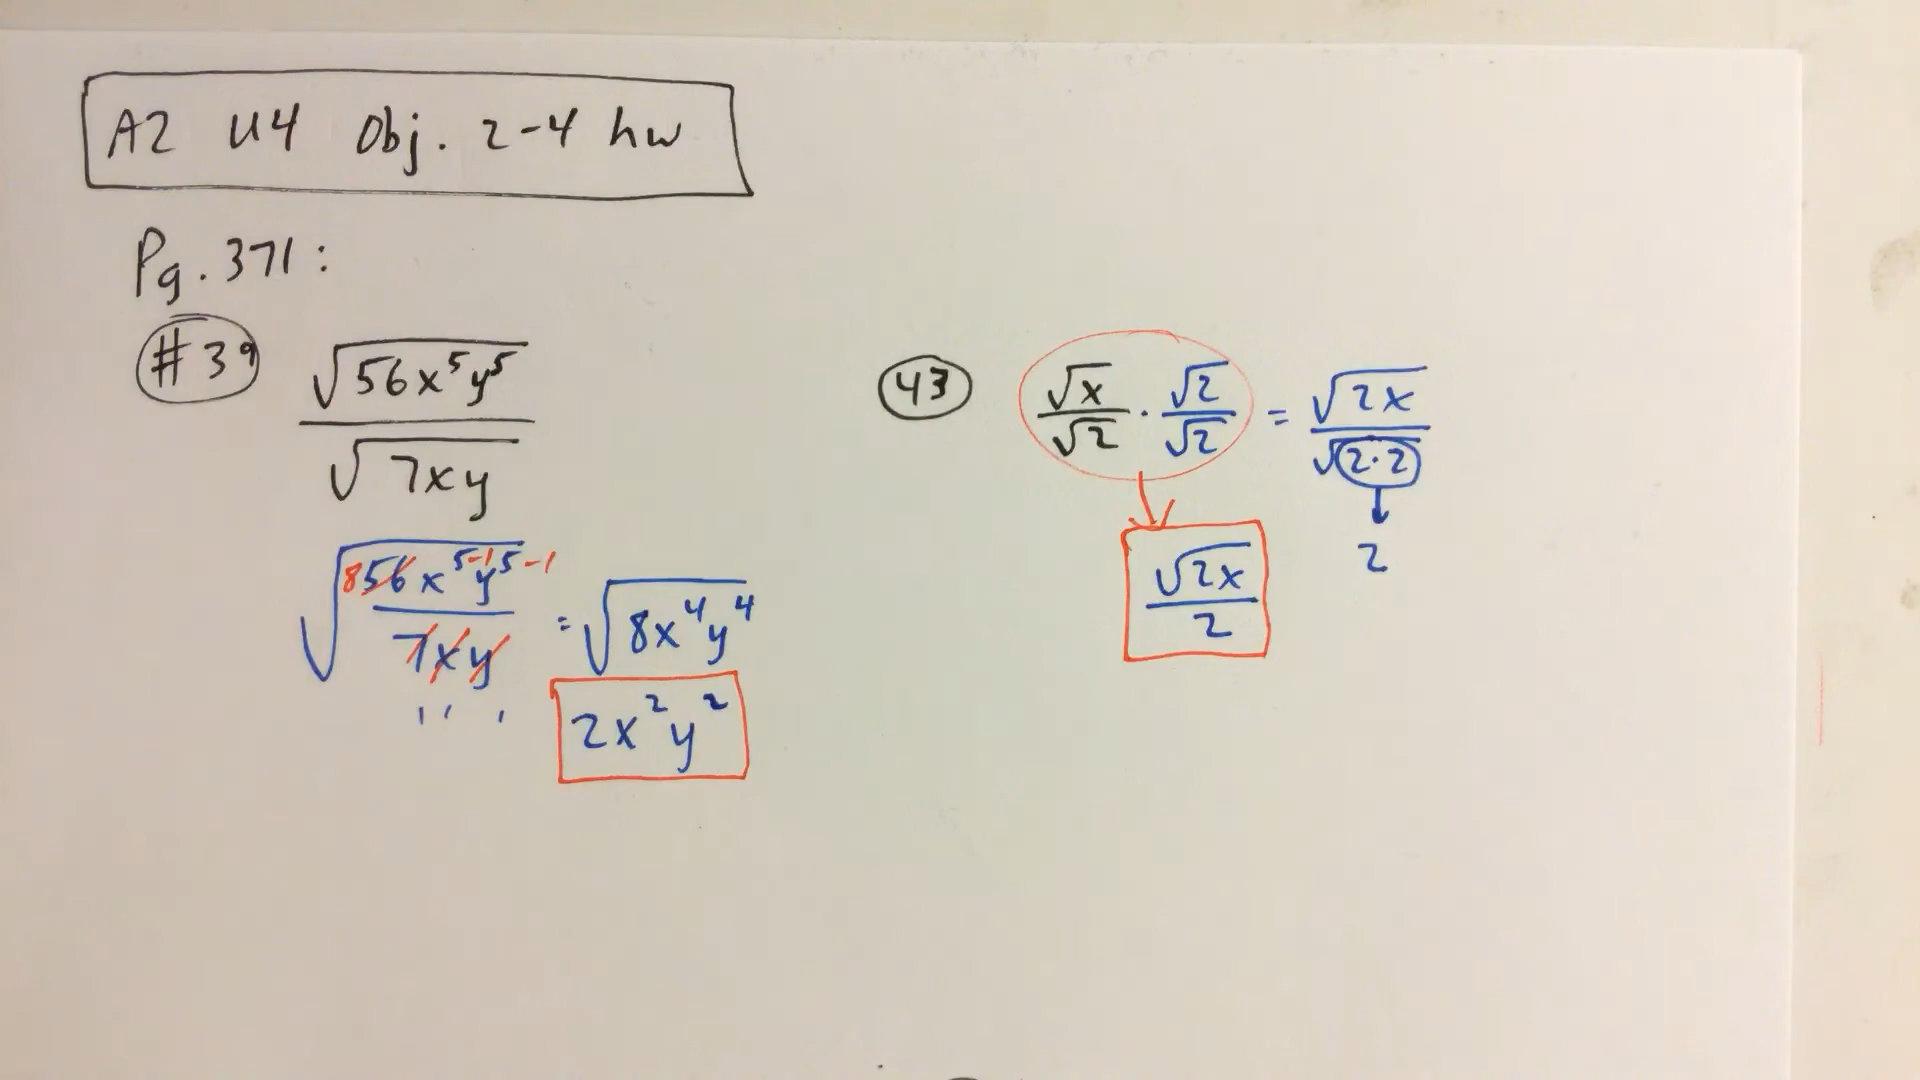 A2 U4 Obj. 2-4 hw
Pg. 371:
#39
√56x⁵y⁵
√7xy
√856x⁵⁻¹y⁵⁻¹
7xy
= √8x⁴y⁴
2x²y²
43
√x/√2 · √2/√2 = √2x/√2·2
2
√2x
2